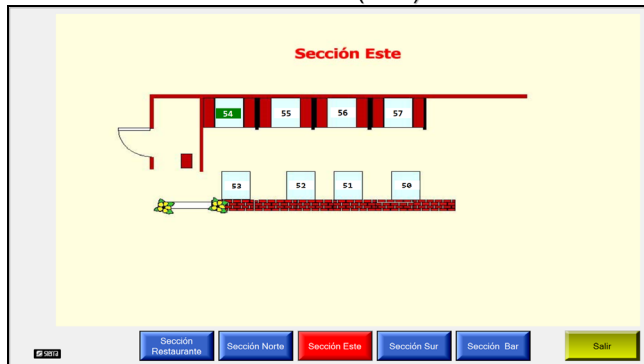 Sección Este
54 55 56 57
53 52 51 50
Sección
Restaurante
Sección Norte
Sección Este
Sección Sur
Sección Bar
Salir